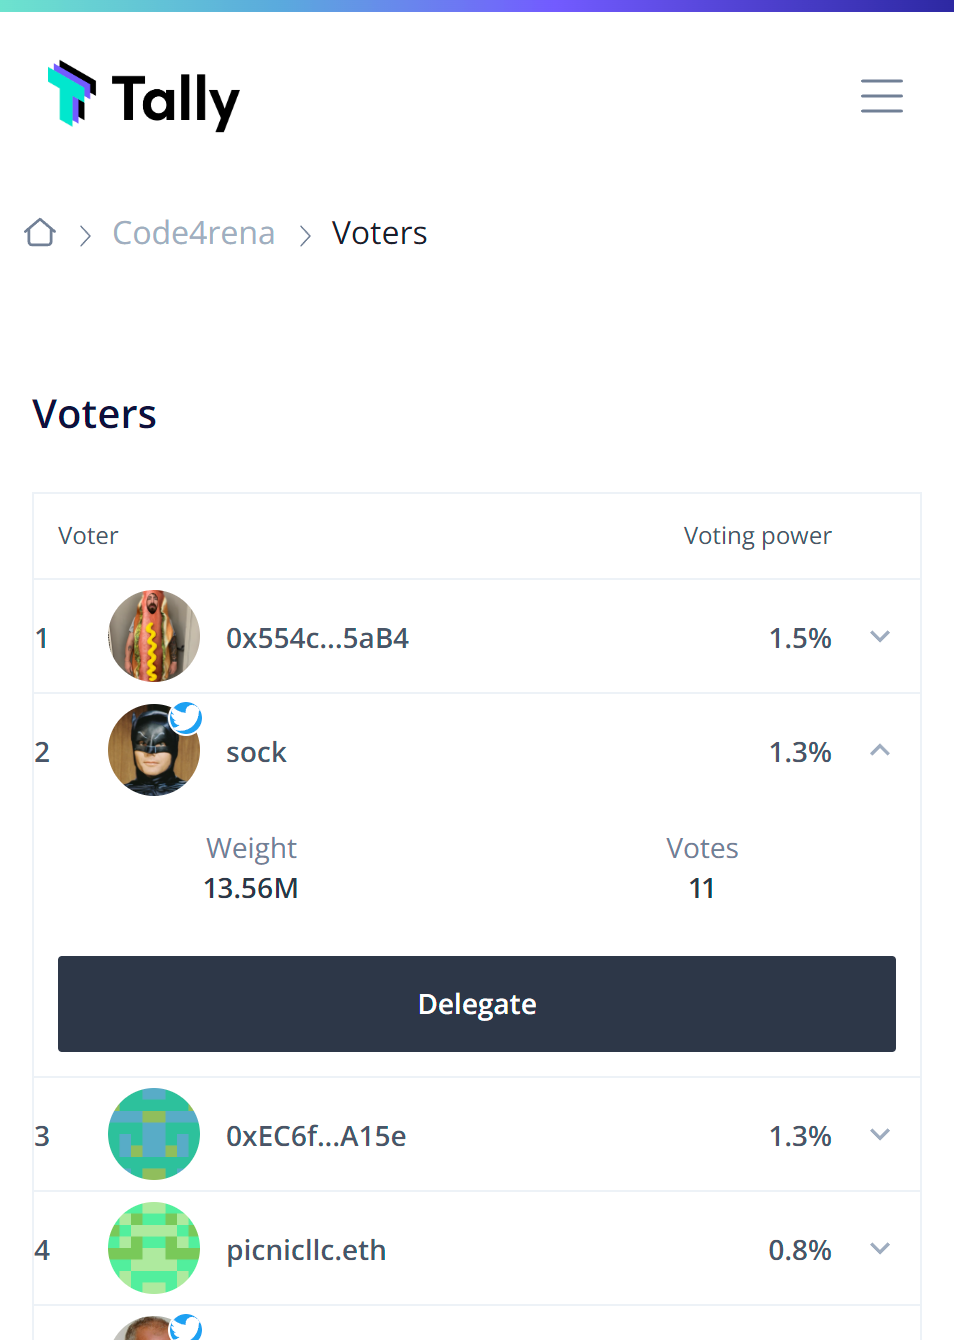 Tally
Code4rena
Voters
Voters
Voter
Voting power
1
0x554c...5aB4
1.5%
2
sock
1.3%
Weight
Votes
13.56M
11
Delegate
3
0xEC6f...A15e
1.3%
4
picnicllc.eth
0.8%